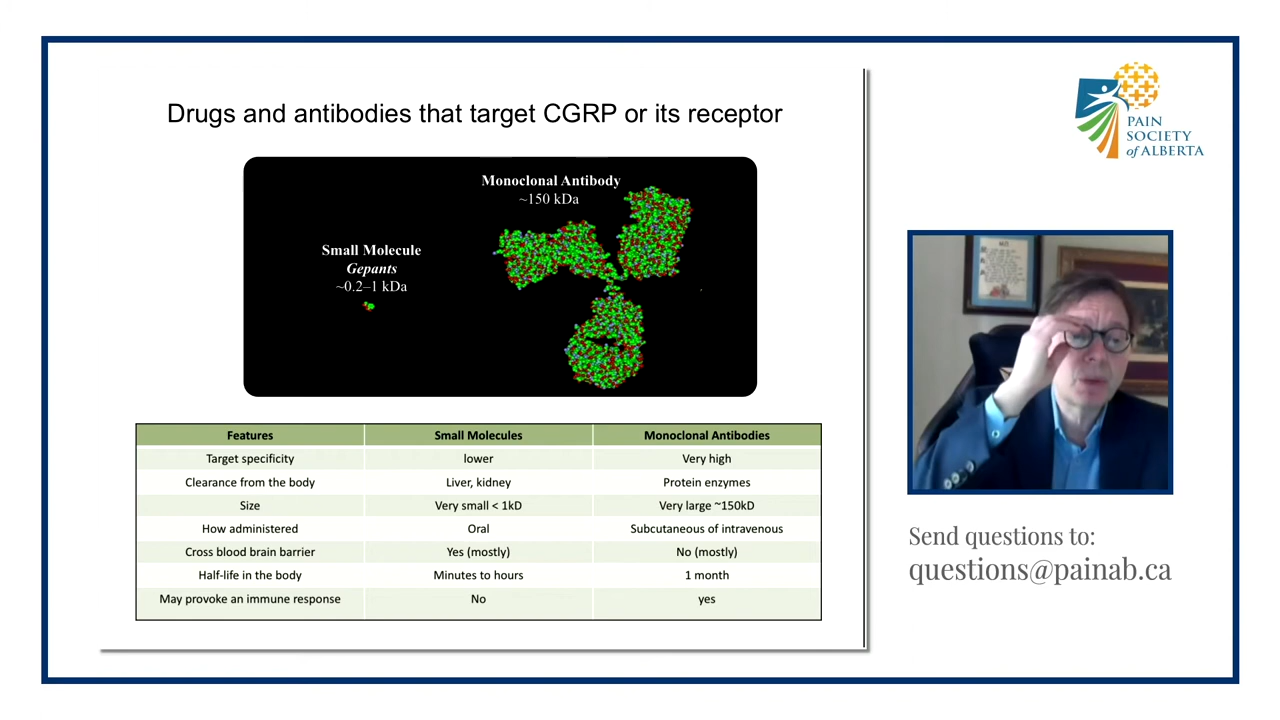 Drugs and antibodies that target CGRP or its receptor
Monoclonal Antibody
~150 kDa
Small Molecule
Gepants
~0.2–1 kDa
Features Small Molecules Monoclonal Antibodies
Target specificity lower Very high
Clearance from the body Liver, kidney Protein enzymes
Size Very small < 1kD Very large ~150kD
How administered Oral Subcutaneous of intravenous
Cross blood brain barrier Yes (mostly) No (mostly)
Half-life in the body Minutes to hours 1 month
May provoke an immune response No yes
PAIN
SOCIETY
of ALBERTA
Send questions to:
questions@painab.ca